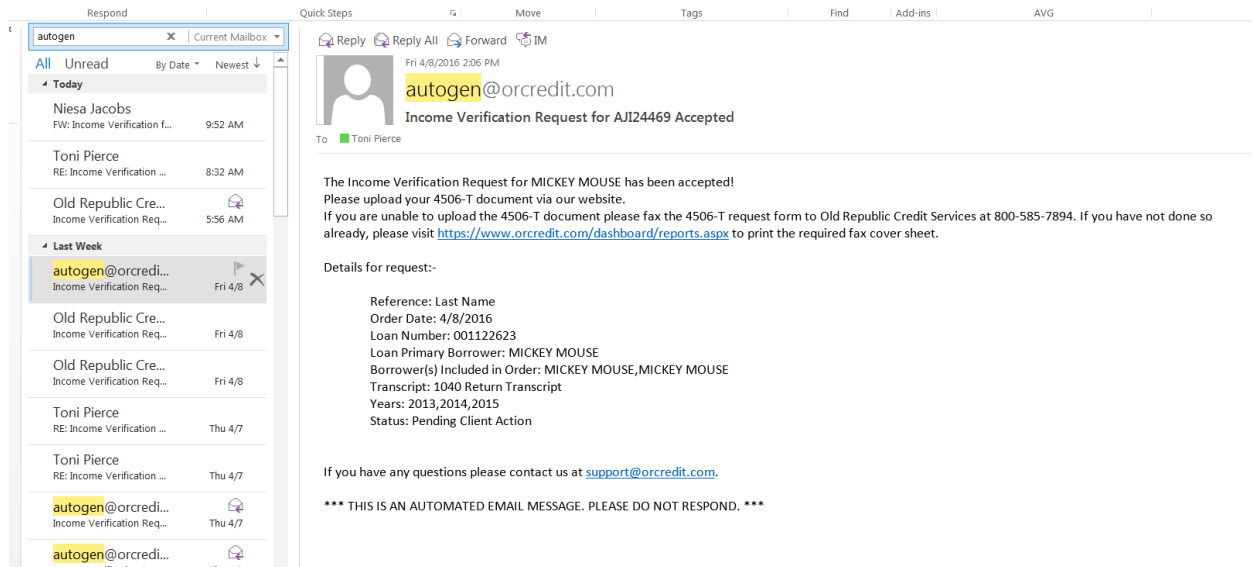 Respond
Quick Steps
Move
Tags
Find
Add-ins
AVG
autogen
Current Mailbox
All Unread By Date Newest
Today
Niesa Jacobs
FW: Income Verification f... 9:52 AM
Toni Pierce
RE: Income Verification ... 8:32 AM
Old Republic Cre...
Income Verification Req... 5:56 AM
Last Week
autogen@orcredi...
Income Verification Req... Fri 4/8
Old Republic Cre...
Income Verification Req... Fri 4/8
Old Republic Cre...
Income Verification Req... Fri 4/8
Toni Pierce
RE: Income Verification ... Thu 4/7
Toni Pierce
RE: Income Verification ... Thu 4/7
autogen@orcredi...
Income Verification Req... Thu 4/7
autogen@orcredi...
Reply Reply All Forward IM
Fri 4/8/2016 2:06 PM
autogen@orcredit.com
Income Verification Request for AJI24469 Accepted
To Toni Pierce
The Income Verification Request for MICKEY MOUSE has been accepted!
Please upload your 4506-T document via our website.
If you are unable to upload the 4506-T document please fax the 4506-T request form to Old Republic Credit Services at 800-585-7894. If you have not done so
already, please visit https://www.orcredit.com/dashboard/reports.aspx to print the required fax cover sheet.
Details for request:-
Reference: Last Name
Order Date: 4/8/2016
Loan Number: 001122623
Loan Primary Borrower: MICKEY MOUSE
Borrower(s) Included in Order: MICKEY MOUSE,MICKEY MOUSE
Transcript: 1040 Return Transcript
Years: 2013,2014,2015
Status: Pending Client Action
If you have any questions please contact us at support@orcredit.com.
*** THIS IS AN AUTOMATED EMAIL MESSAGE. PLEASE DO NOT RESPOND. ***